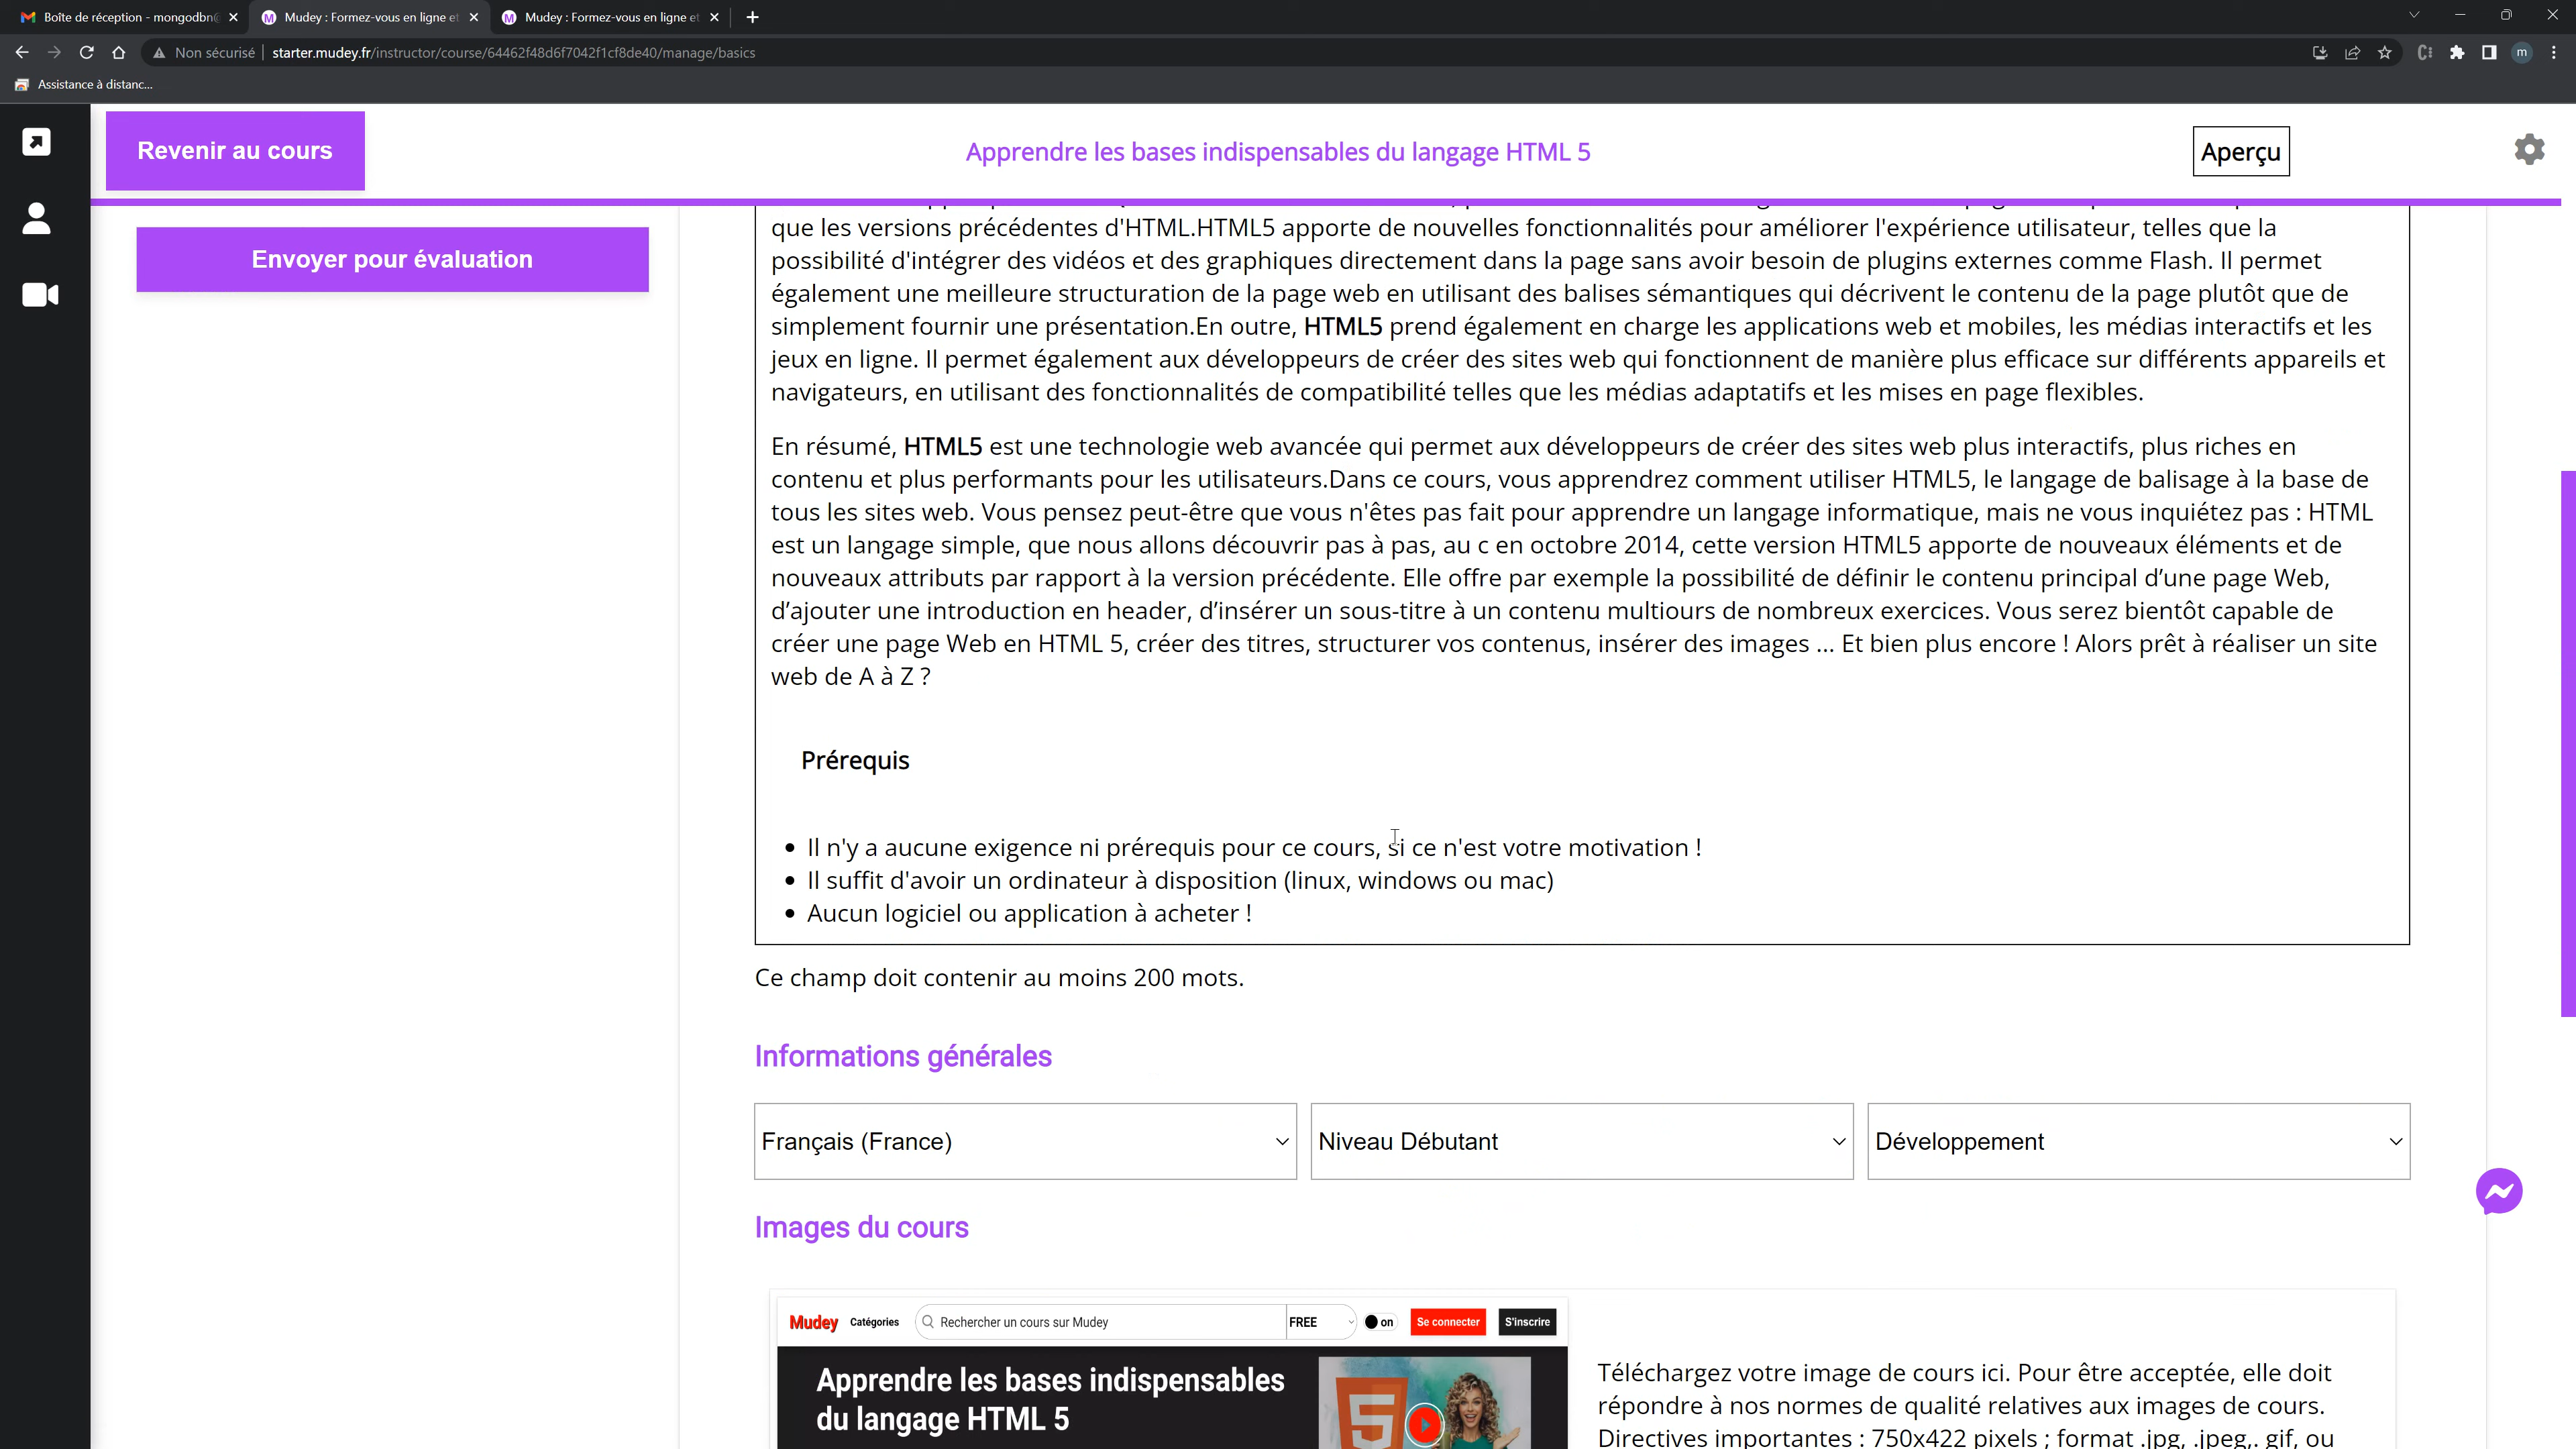 Boîte de réception - mongodbn@
Mudey : Formez-vous en ligne et
Mudey : Formez-vous en ligne et
Non sécurisé
starter.mudey.fr/instructor/course/64462f48d6f7042f1cf8de40/manage/basics
m
Assistance à distanc...
Revenir au cours
Apprendre les bases indispensables du langage HTML 5
Aperçu
Envoyer pour évaluation
que les versions précédentes d'HTML.HTML5 apporte de nouvelles fonctionnalités pour améliorer l'expérience utilisateur, telles que la
possibilité d'intégrer des vidéos et des graphiques directement dans la page sans avoir besoin de plugins externes comme Flash. Il permet
également une meilleure structuration de la page web en utilisant des balises sémantiques qui décrivent le contenu de la page plutôt que de
simplement fournir une présentation.En outre, HTML5 prend également en charge les applications web et mobiles, les médias interactifs et les
jeux en ligne. Il permet également aux développeurs de créer des sites web qui fonctionnent de manière plus efficace sur différents appareils et
navigateurs, en utilisant des fonctionnalités de compatibilité telles que les médias adaptatifs et les mises en page flexibles.
En résumé, HTML5 est une technologie web avancée qui permet aux développeurs de créer des sites web plus interactifs, plus riches en
contenu et plus performants pour les utilisateurs.Dans ce cours, vous apprendrez comment utiliser HTML5, le langage de balisage à la base de
tous les sites web. Vous pensez peut-être que vous n'êtes pas fait pour apprendre un langage informatique, mais ne vous inquiétez pas : HTML
est un langage simple, que nous allons découvrir pas à pas, au c en octobre 2014, cette version HTML5 apporte de nouveaux éléments et de
nouveaux attributs par rapport à la version précédente. Elle offre par exemple la possibilité de définir le contenu principal d’une page Web,
d’ajouter une introduction en header, d’insérer un sous-titre à un contenu multiours de nombreux exercices. Vous serez bientôt capable de
créer une page Web en HTML 5, créer des titres, structurer vos contenus, insérer des images ... Et bien plus encore ! Alors prêt à réaliser un site
web de A à Z ?
Prérequis
• Il n'y a aucune exigence ni prérequis pour ce cours, si ce n'est votre motivation !
• Il suffit d'avoir un ordinateur à disposition (linux, windows ou mac)
• Aucun logiciel ou application à acheter !
Ce champ doit contenir au moins 200 mots.
Informations générales
Français (France)
Niveau Débutant
Développement
Images du cours
Mudey
Catégories
Rechercher un cours sur Mudey
FREE
on
Se connecter
S'inscrire
Apprendre les bases indispensables
du langage HTML 5
Téléchargez votre image de cours ici. Pour être acceptée, elle doit
répondre à nos normes de qualité relatives aux images de cours.
Directives importantes : 750x422 pixels ; format .jpg, .jpeg,. gif, ou